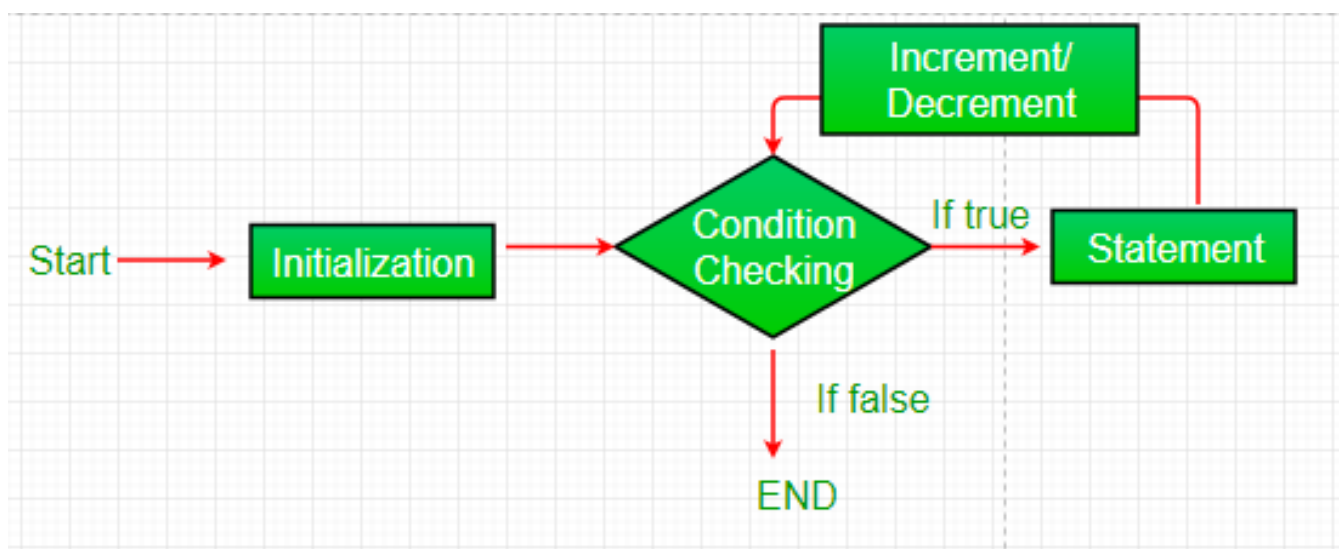 Increment/
Decrement
Start
Initialization
Condition
Checking
If true
Statement
If false
END